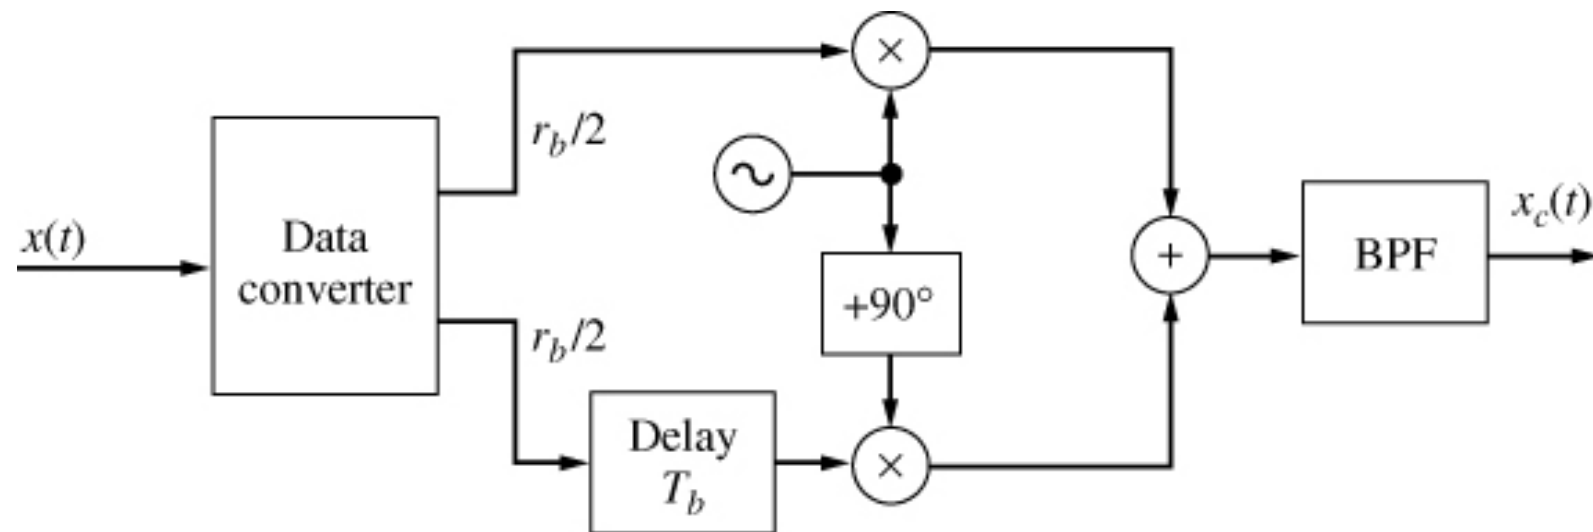 x(t)
Data
converter
r_b/2
r_b/2
Delay
T_b
×
∼
+90°
×
+
BPF
x_c(t)